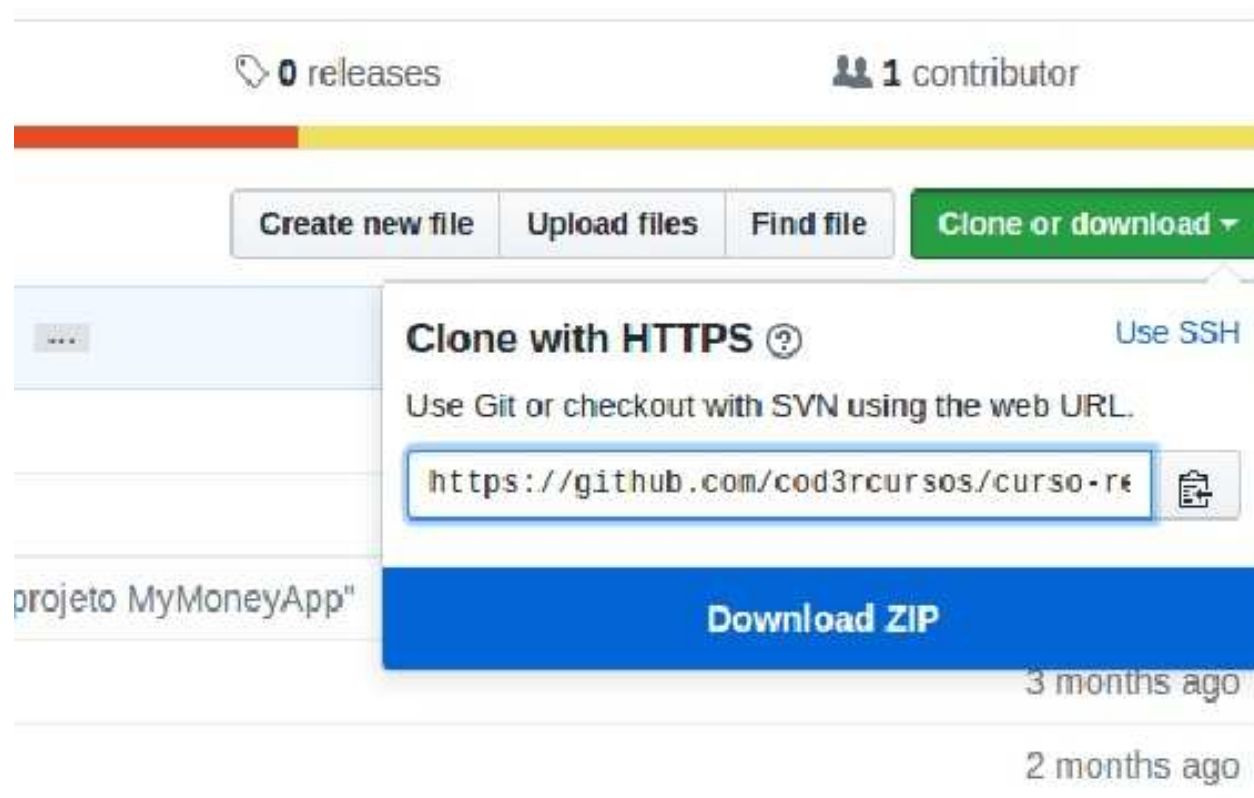 0 releases
1 contributor
Create new file
Upload files
Find file
Clone or download
...
Clone with HTTPS
Use SSH
Use Git or checkout with SVN using the web URL.
https://github.com/cod3rcursos/curso-re
projeto MyMoneyApp"
Download ZIP
3 months ago
2 months ago